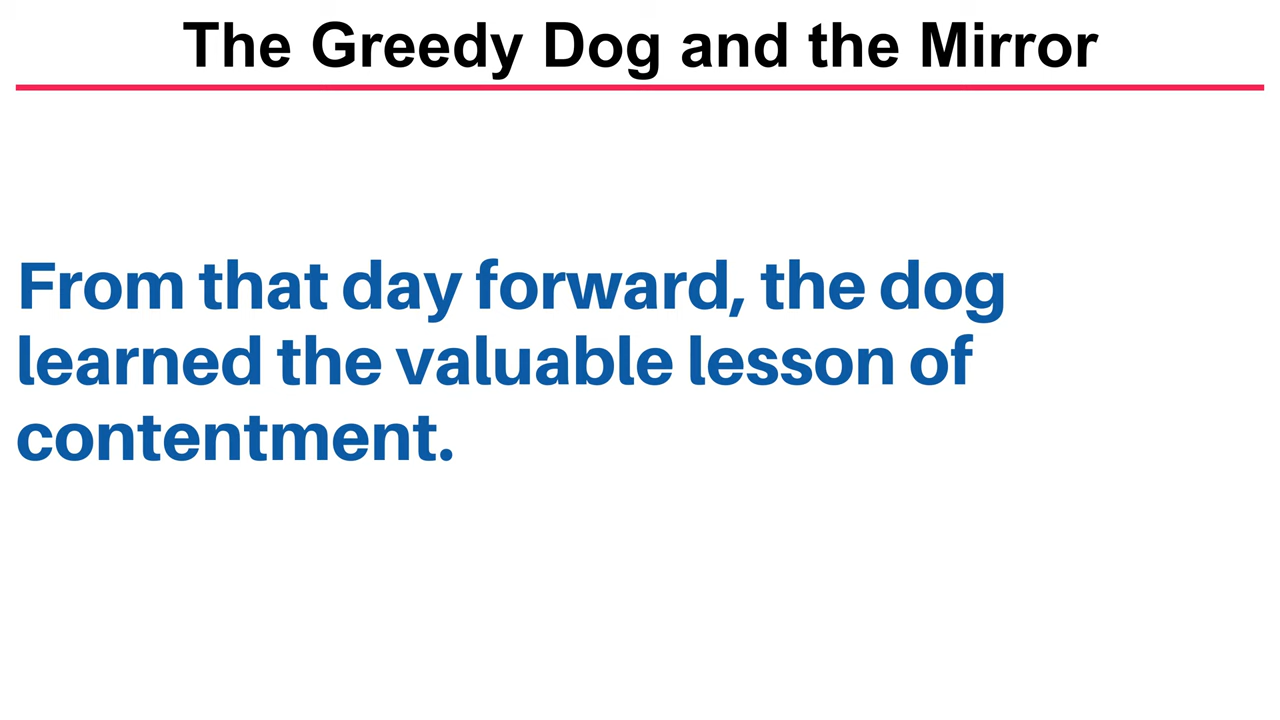 The Greedy Dog and the Mirror
From that day forward, the dog
learned the valuable lesson of
contentment.